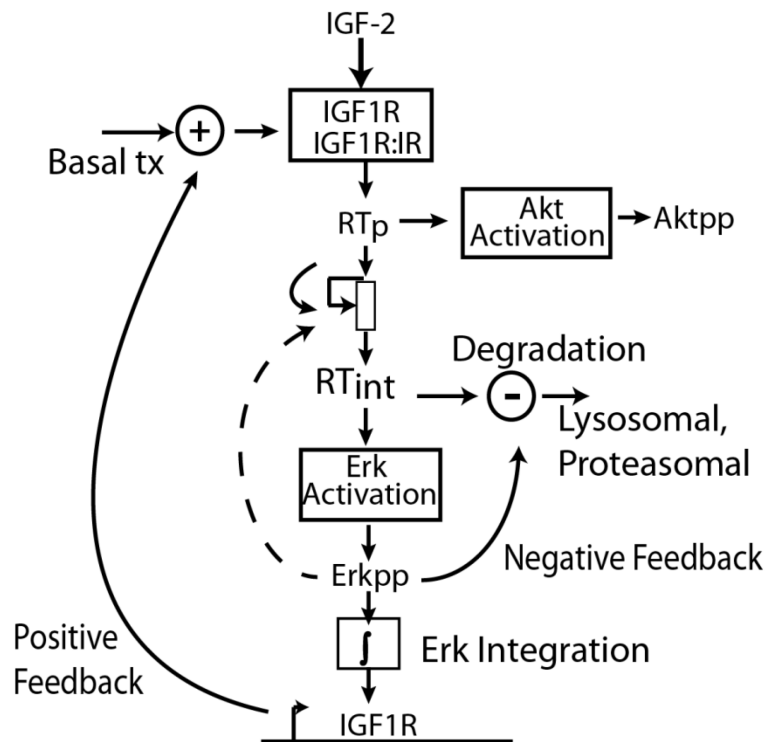 IGF-2
IGF1R
IGF1R:IR
+
Basal tx
RTp
Akt
Activation
Aktpp
Degradation
RTint
-
Lysosomal,
Proteasomal
Erk
Activation
Negative Feedback
Erkpp
Positive
Feedback
∫
Erk Integration
IGF1R